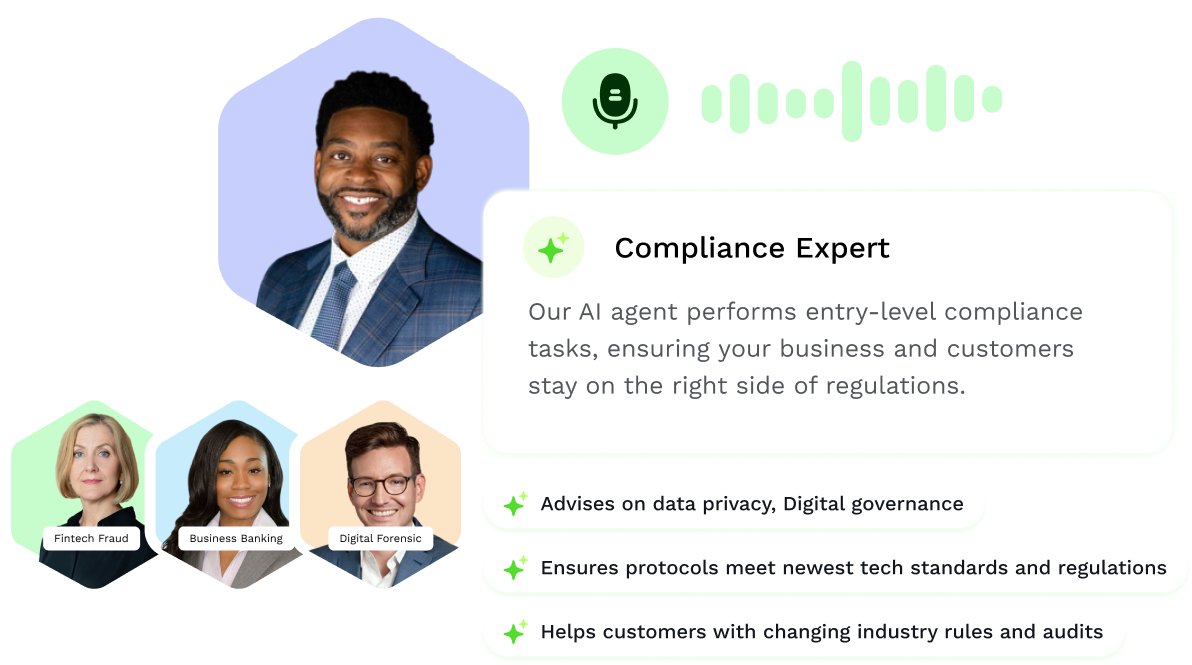 Compliance Expert
Our AI agent performs entry-level compliance
tasks, ensuring your business and customers
stay on the right side of regulations.
Fintech Fraud
Business Banking
Digital Forensic
Advises on data privacy, Digital governance
Ensures protocols meet newest tech standards and regulations
Helps customers with changing industry rules and audits